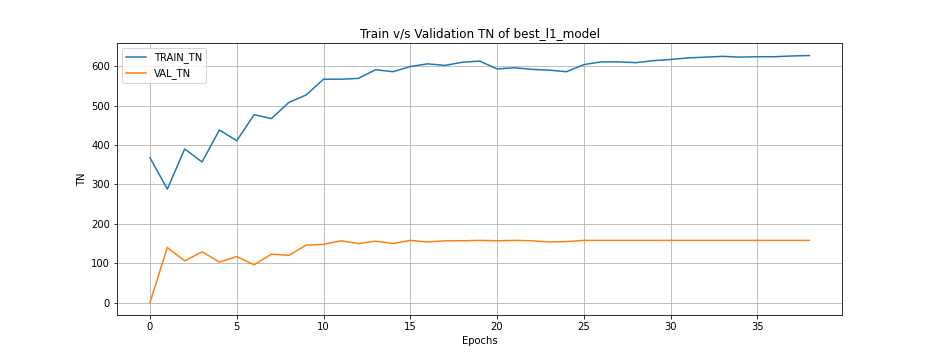 Train v/s Validation TN of best_l1_model
TRAIN_TN
VAL_TN
600
500
400
300
200
100
0
TN
0 5 10 15 20 25 30 35
Epochs